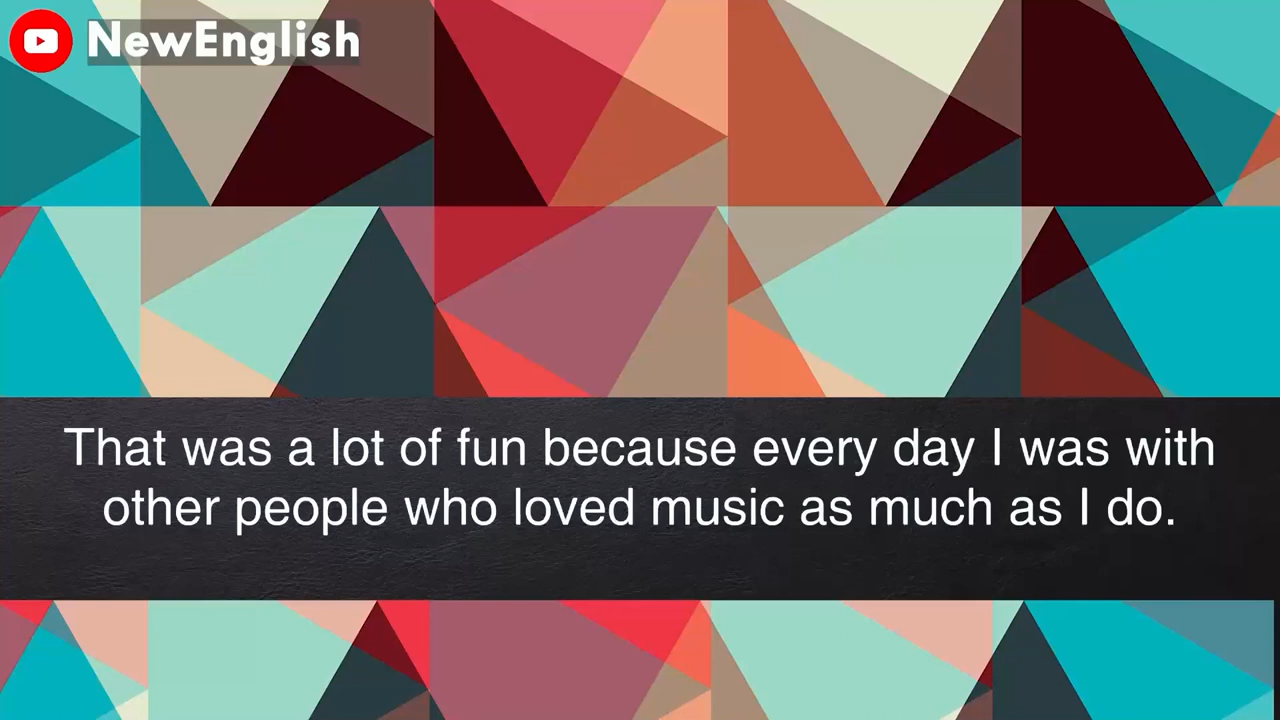 NewEnglish
That was a lot of fun because every day I was with
other people who loved music as much as I do.